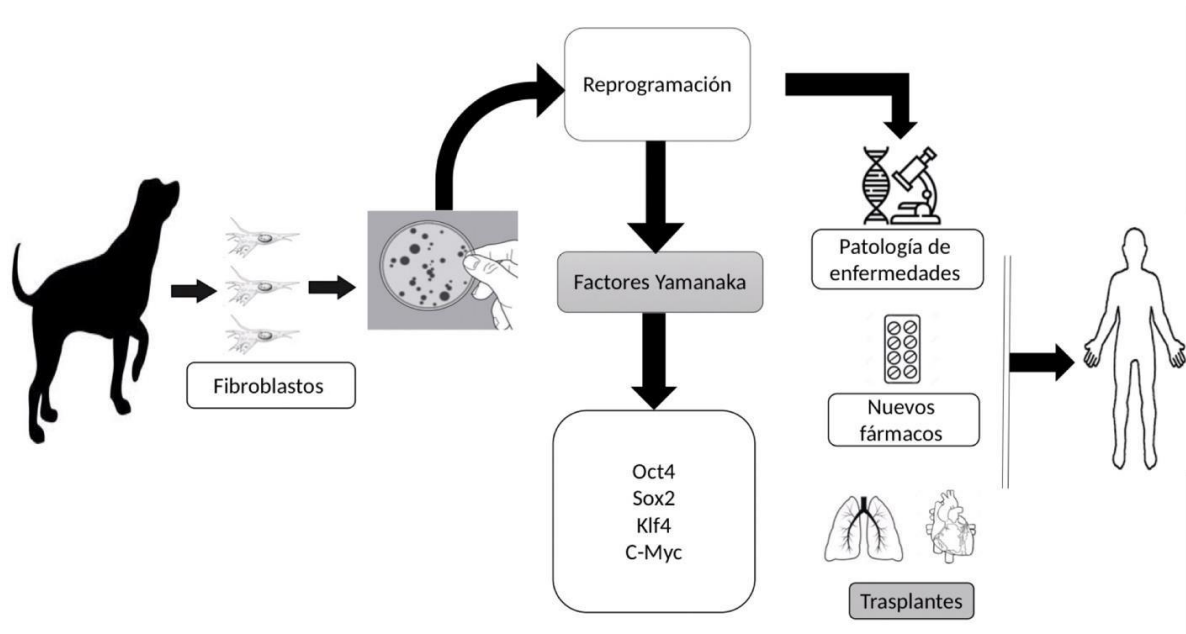 Reprogramación
Factores Yamanaka
Fibroblastos
Oct4
Sox2
Klf4
C-Myc
Patología de
enfermedades
Nuevos
fármacos
Trasplantes